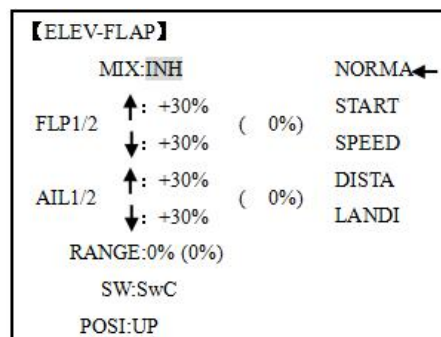 【ELEV-FLAP】
MIX:INH NORMA←
FLP1/2 ↑: +30% ( 0%) START
↓: +30% SPEED
AIL1/2 ↑: +30% ( 0%) DISTA
↓: +30% LANDI
RANGE:0% (0%)
SW:SwC
POSI:UP